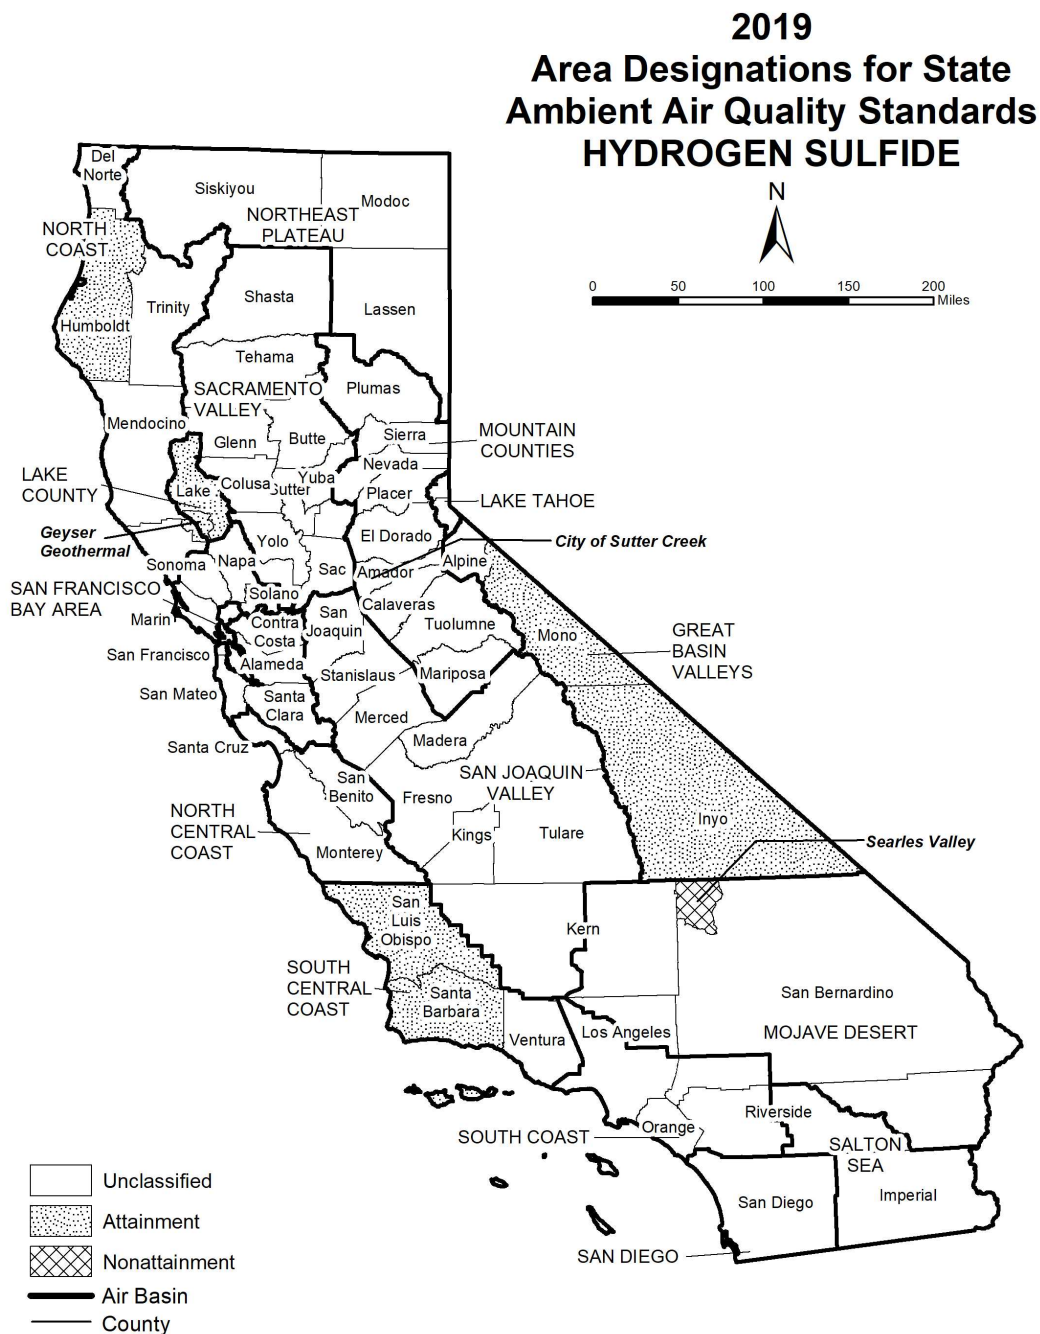 2019
Area Designations for State
Ambient Air Quality Standards
HYDROGEN SULFIDE
N
0 50 100 150 200
Miles
Del
Norte
Siskiyou
Modoc
NORTHEAST
PLATEAU
NORTH
COAST
Trinity
Shasta
Lassen
Humboldt
Tehama
Plumas
SACRAMENTO
VALLEY
Mendocino
Glenn
Butte
Sierra
MOUNTAIN
COUNTIES
Nevada
LAKE
COUNTY
Lake
Colusa
Sutter
Yuba
Placer
LAKE TAHOE
Geyser
Geothermal
Yolo
El Dorado
City of Sutter Creek
Sonoma
Napa
Sac
Amador
Alpine
SAN FRANCISCO
BAY AREA
Solano
Marin
Contra
Costa
San
Joaquin
Calaveras
Tuolumne
Mono
GREAT
BASIN
VALLEYS
San Francisco
Alameda
Stanislaus
Mariposa
San Mateo
Santa
Clara
Merced
Santa Cruz
Madera
San
Benito
Fresno
SAN JOAQUIN
VALLEY
NORTH
CENTRAL
COAST
Monterey
Kings
Tulare
Inyo
Searles Valley
San
Luis
Obispo
Kern
SOUTH
CENTRAL
COAST
Santa
Barbara
San Bernardino
Ventura
Los Angeles
MOJAVE DESERT
Orange
Riverside
SOUTH COAST
SALTON
SEA
San Diego
Imperial
SAN DIEGO
Unclassified
Attainment
Nonattainment
Air Basin
County